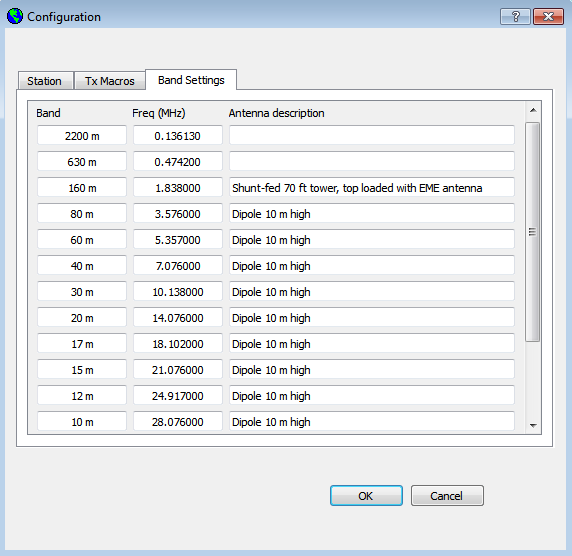 Configuration
Station Tx Macros Band Settings
Band Freq (MHz) Antenna description
2200 m 0.136130
630 m 0.474200
160 m 1.838000 Shunt-fed 70 ft tower, top loaded with EME antenna
80 m 3.576000 Dipole 10 m high
60 m 5.357000 Dipole 10 m high
40 m 7.076000 Dipole 10 m high
30 m 10.138000 Dipole 10 m high
20 m 14.076000 Dipole 10 m high
17 m 18.102000 Dipole 10 m high
15 m 21.076000 Dipole 10 m high
12 m 24.917000 Dipole 10 m high
10 m 28.076000 Dipole 10 m high
OK Cancel